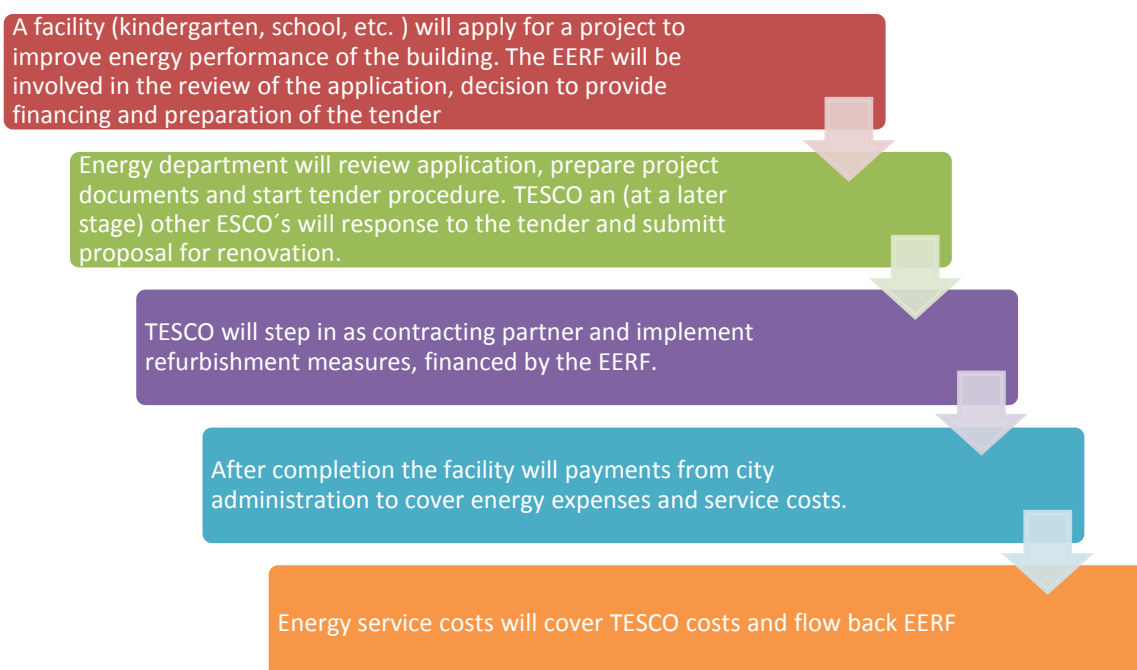 A facility (kindergarten, school, etc. ) will apply for a project to
improve energy performance of the building. The EERF will be
involved in the review of the application, decision to provide
financing and preparation of the tender
Energy department will review application, prepare project
documents and start tender procedure. TESCO an (at a later
stage) other ESCO´s will response to the tender and submitt
proposal for renovation.
TESCO will step in as contracting partner and implement
refurbishment measures, financed by the EERF.
After completion the facility will payments from city
administration to cover energy expenses and service costs.
Energy service costs will cover TESCO costs and flow back EERF